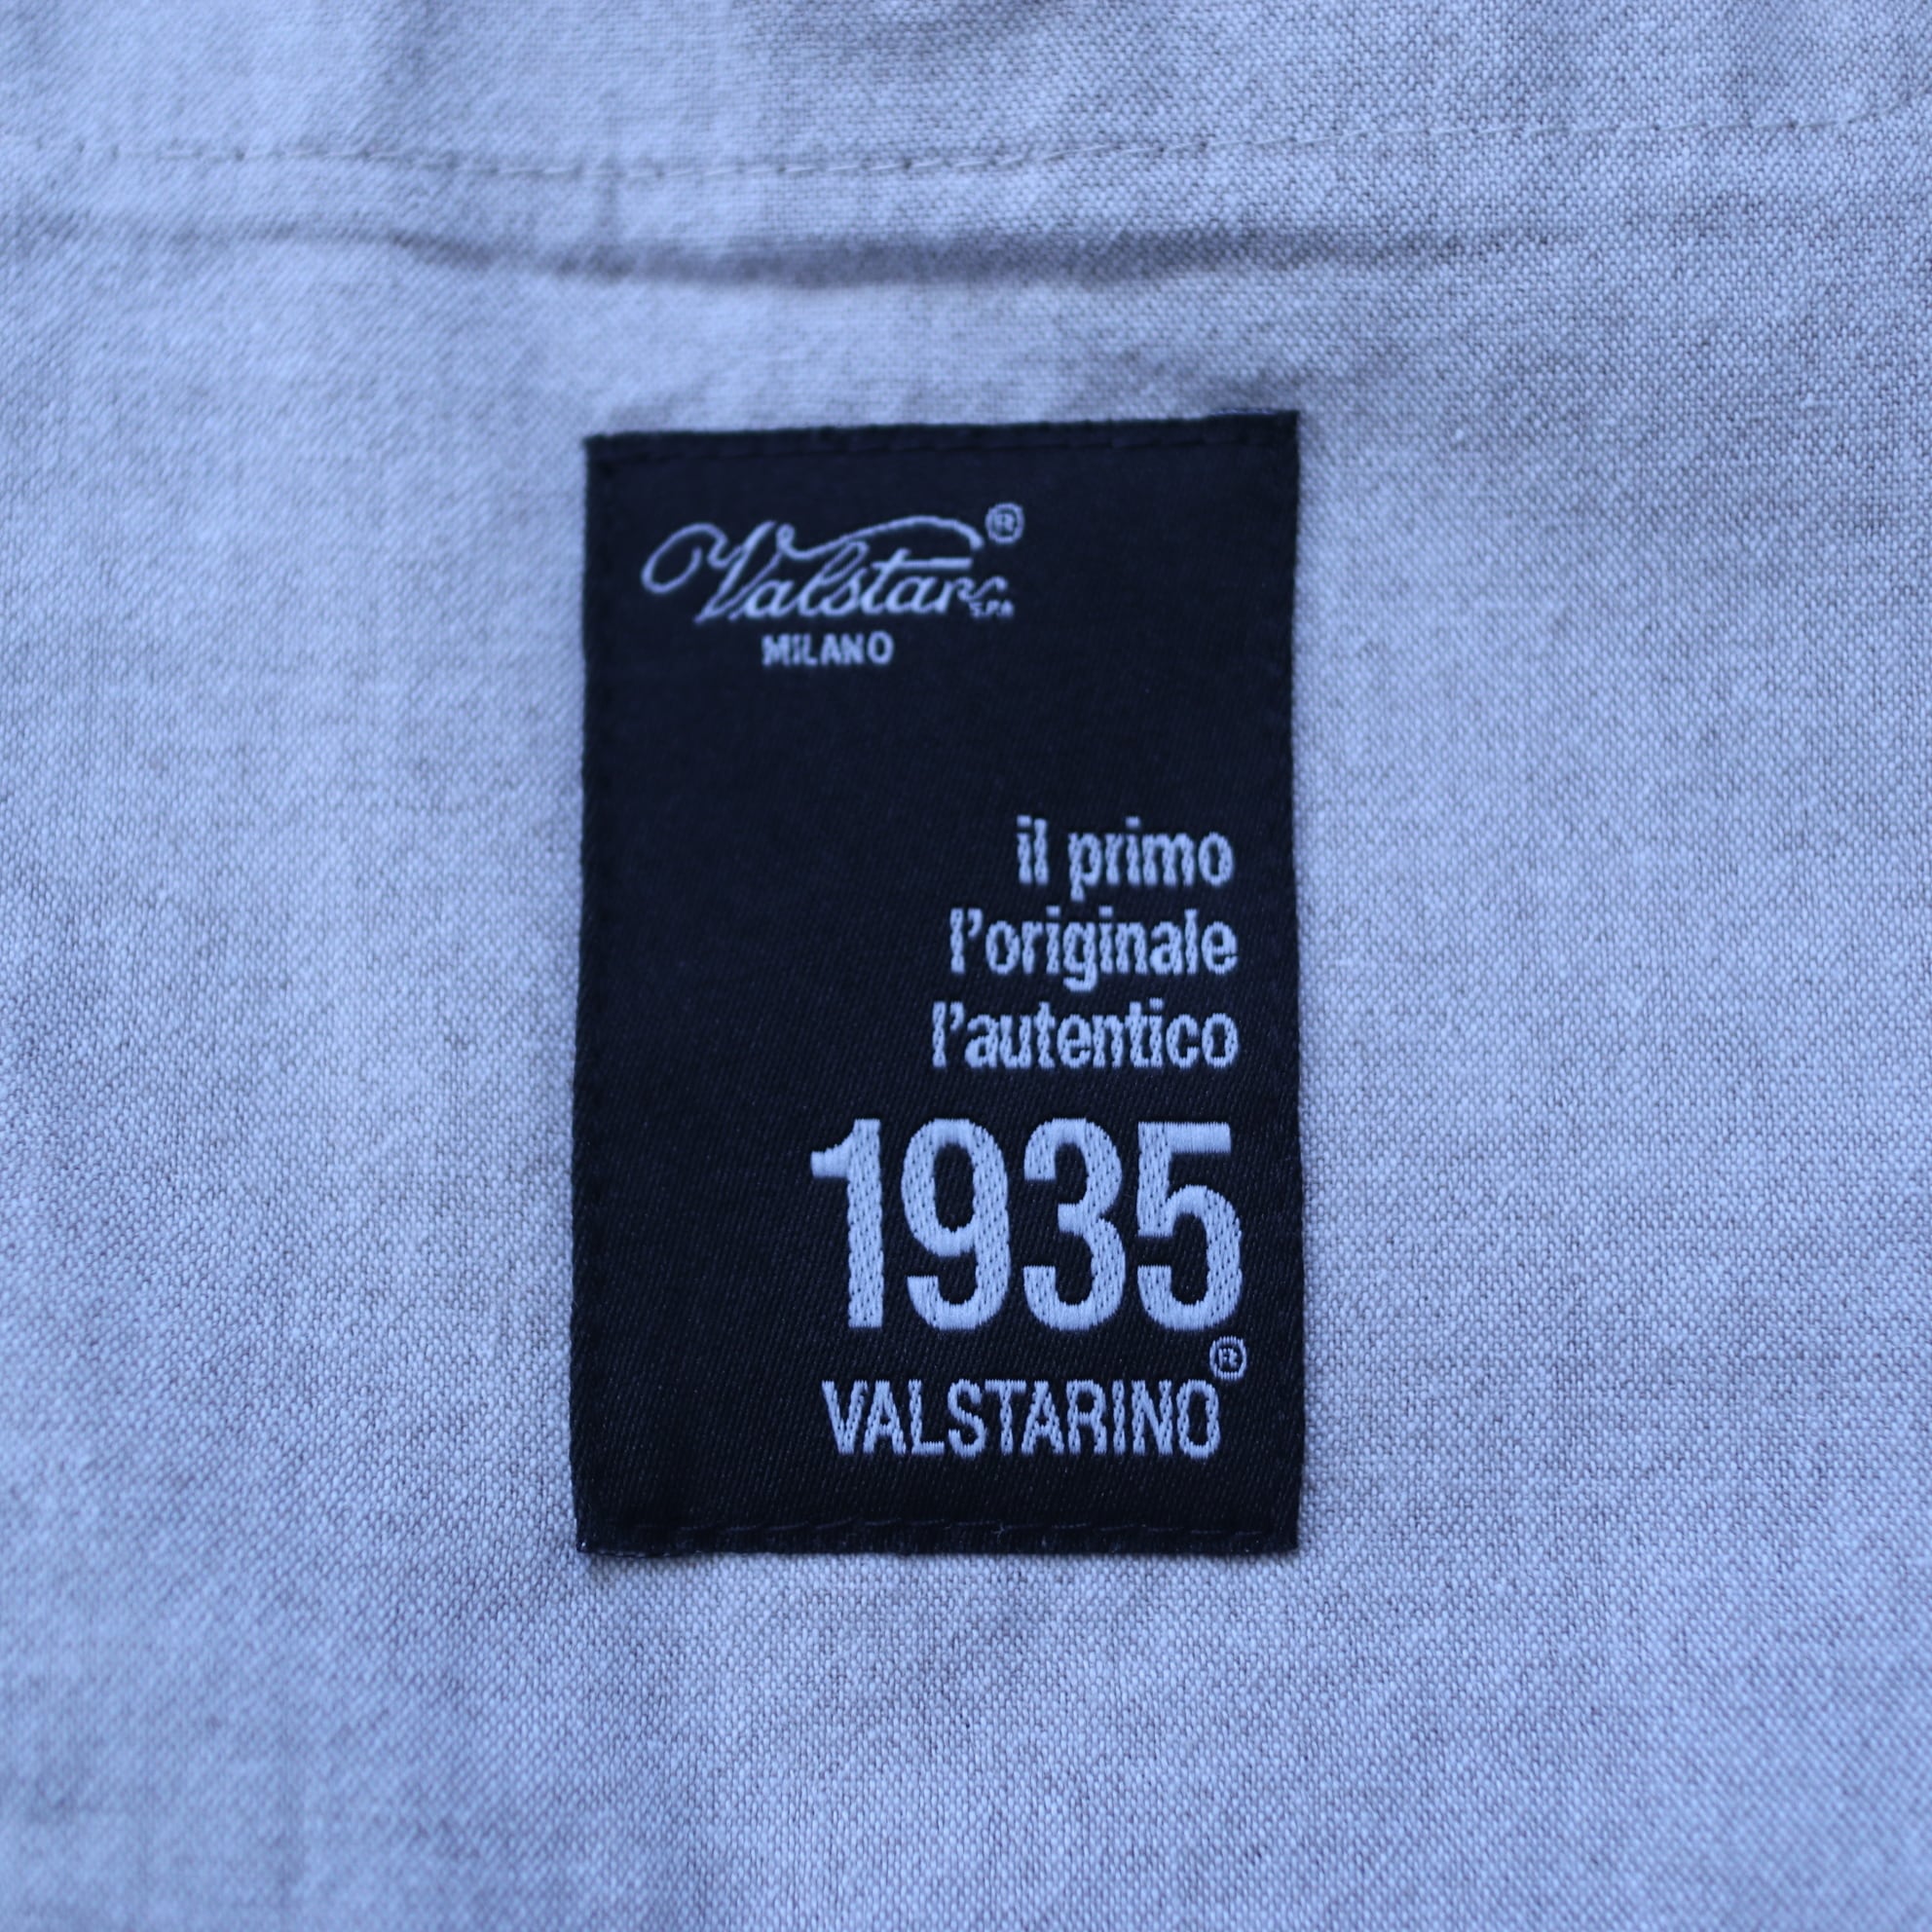 Valstar®
S.P.A
MILANO
il primo
l'originale
l'autentico
1935
VALSTARINO®